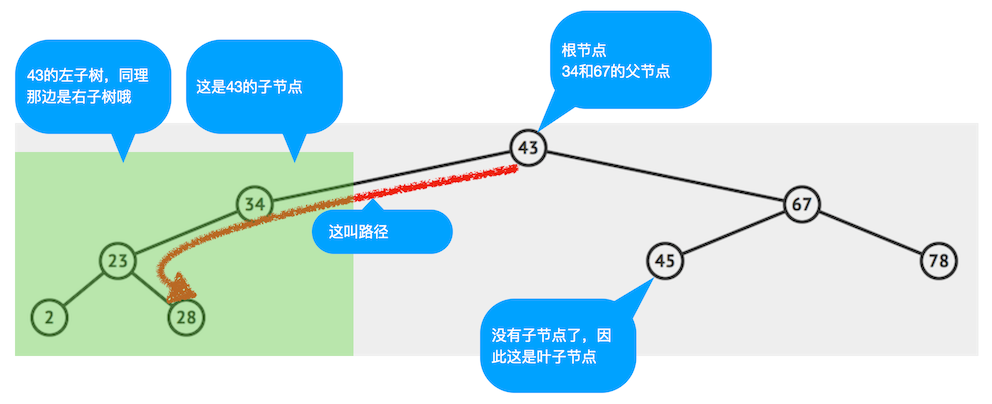 43的左子树，同理
那边是右子树哦
这是43的子节点
根节点
34和67的父节点
43
34
67
这叫路径
23
45
78
2
28
没有子节点了，因
此这是叶子节点